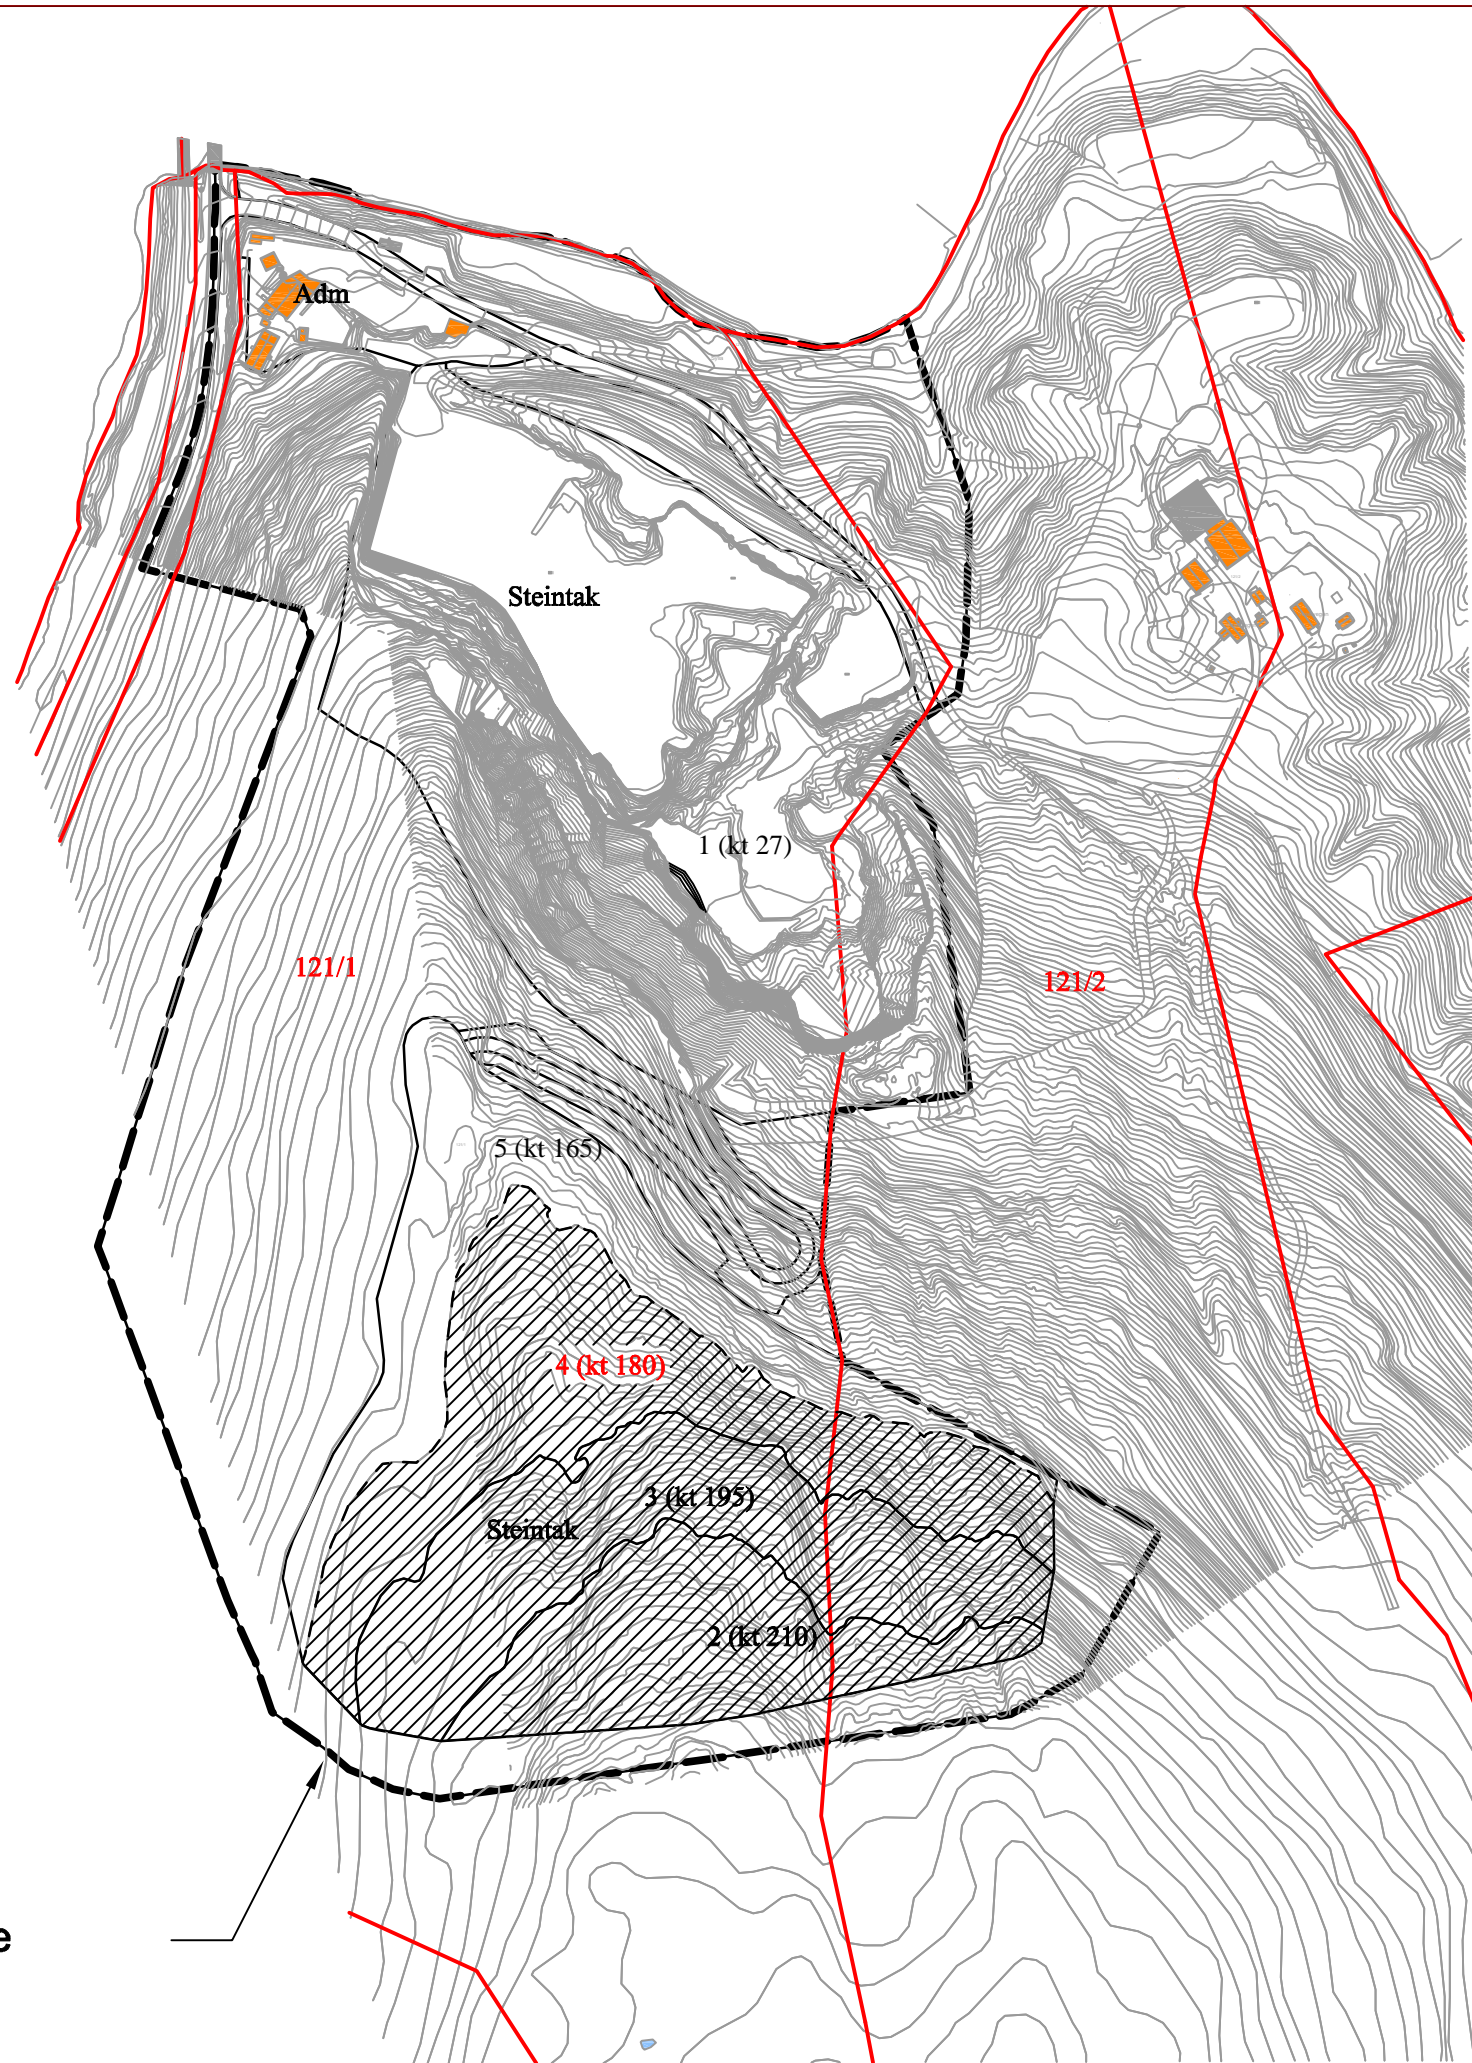 Adm
Steintak
1 (kt 27)
121/1
121/2
5 (kt 165)
4 (kt 180)
3 (kt 195)
Steintak
2 (kt 210)
e